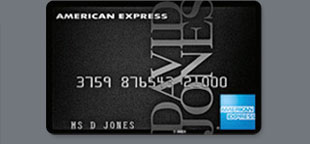 AMERICAN EXPRESS
DAVID
JONES
3759 876543 21000
MS D JONES
AMERICAN
EXPRESS